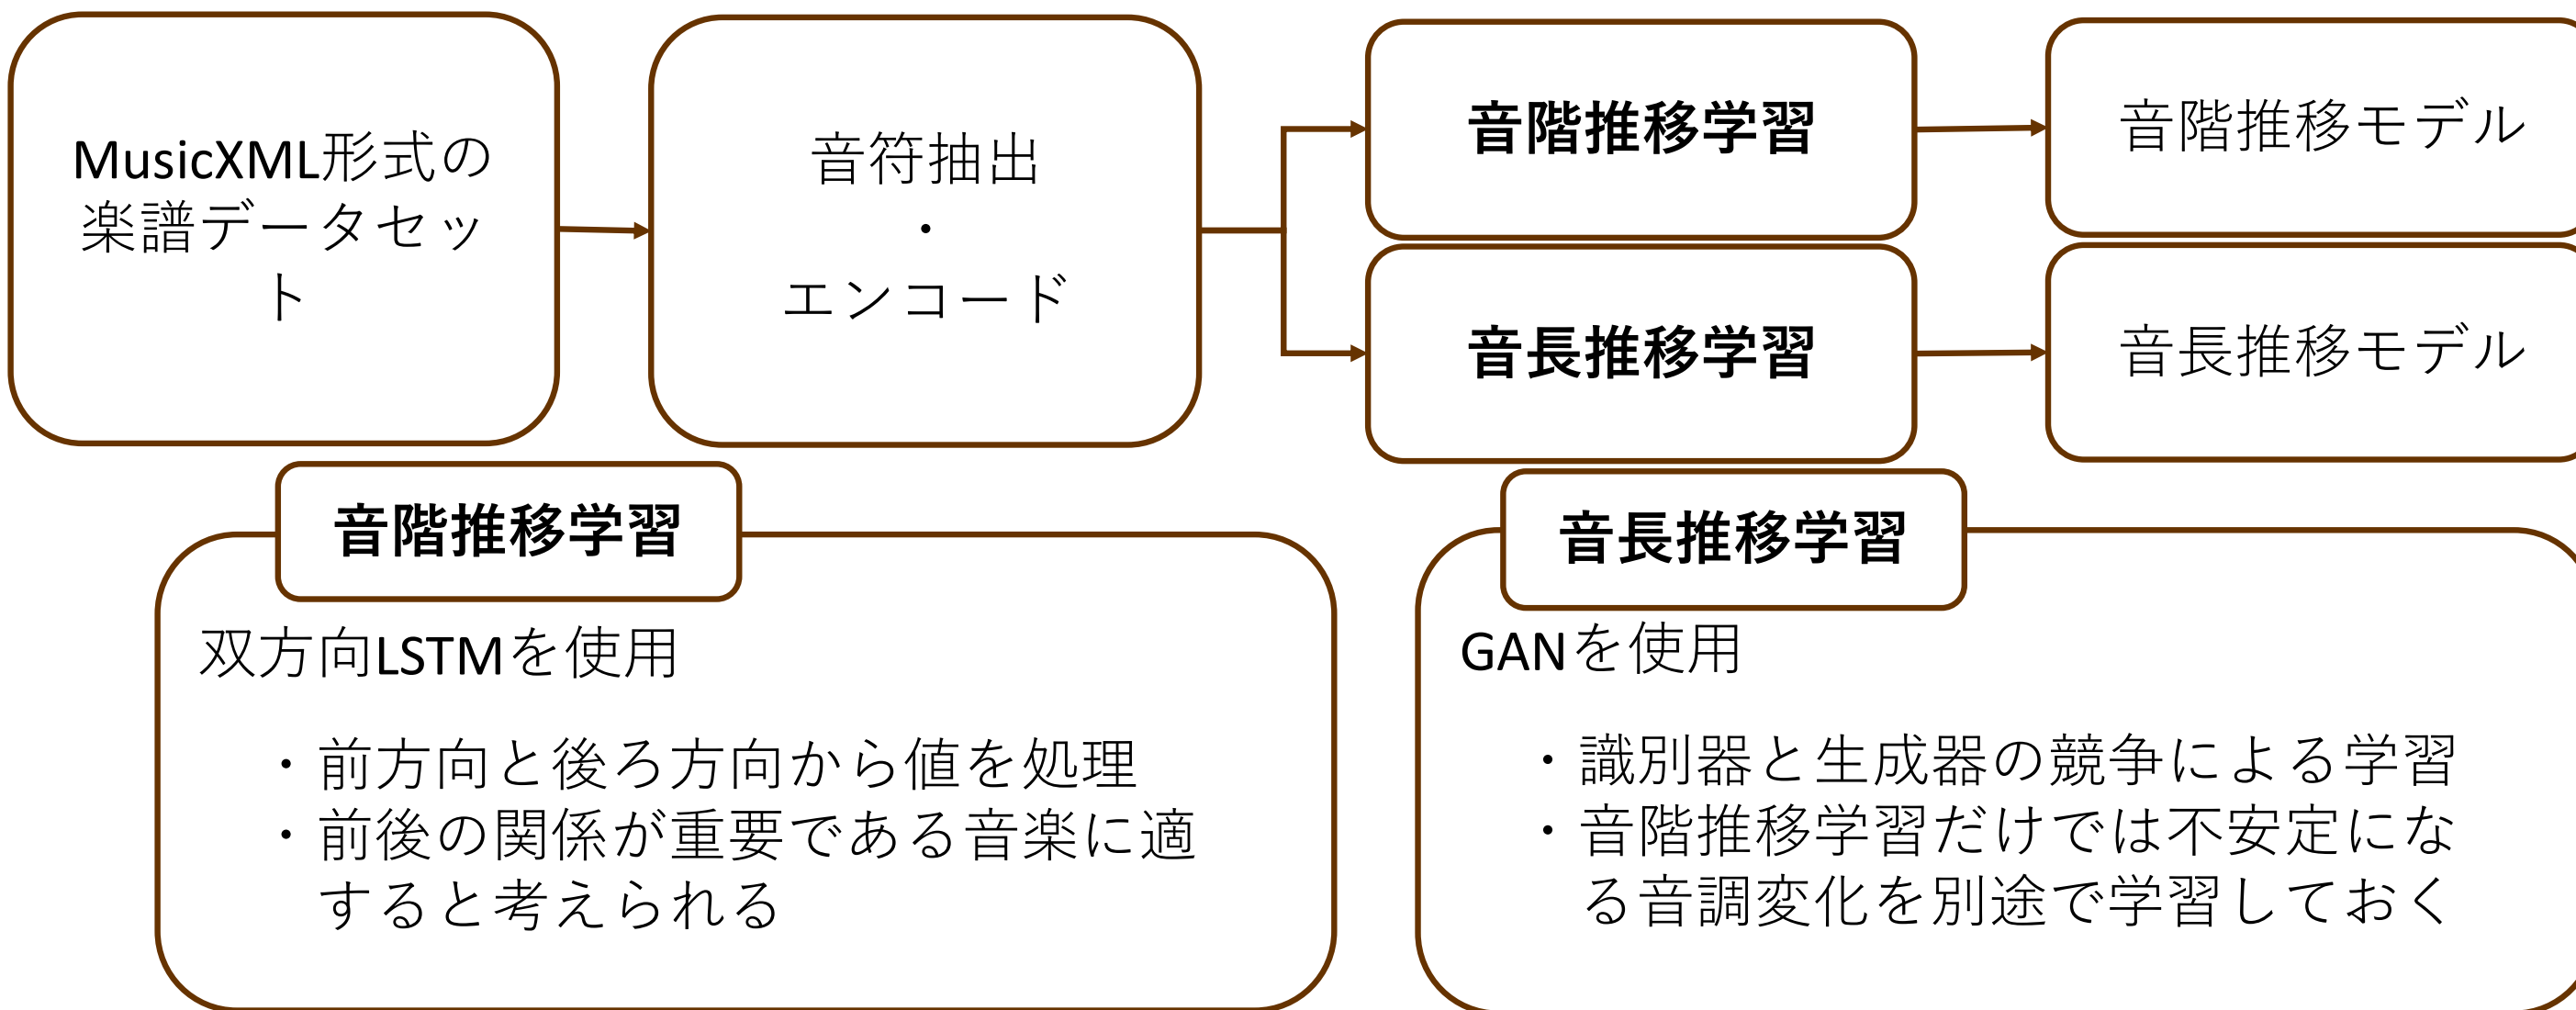 MusicXML形式の
楽譜データセッ
ト
音符抽出
・
エンコード
音階推移学習
音長推移学習
音階推移モデル
音長推移モデル
音階推移学習
双方向LSTMを使用
・前方向と後ろ方向から値を処理
・前後の関係が重要である音楽に適
すると考えられる
音長推移学習
GANを使用
・識別器と生成器の競争による学習
・音階推移学習だけでは不安定にな
る音調変化を別途で学習しておく